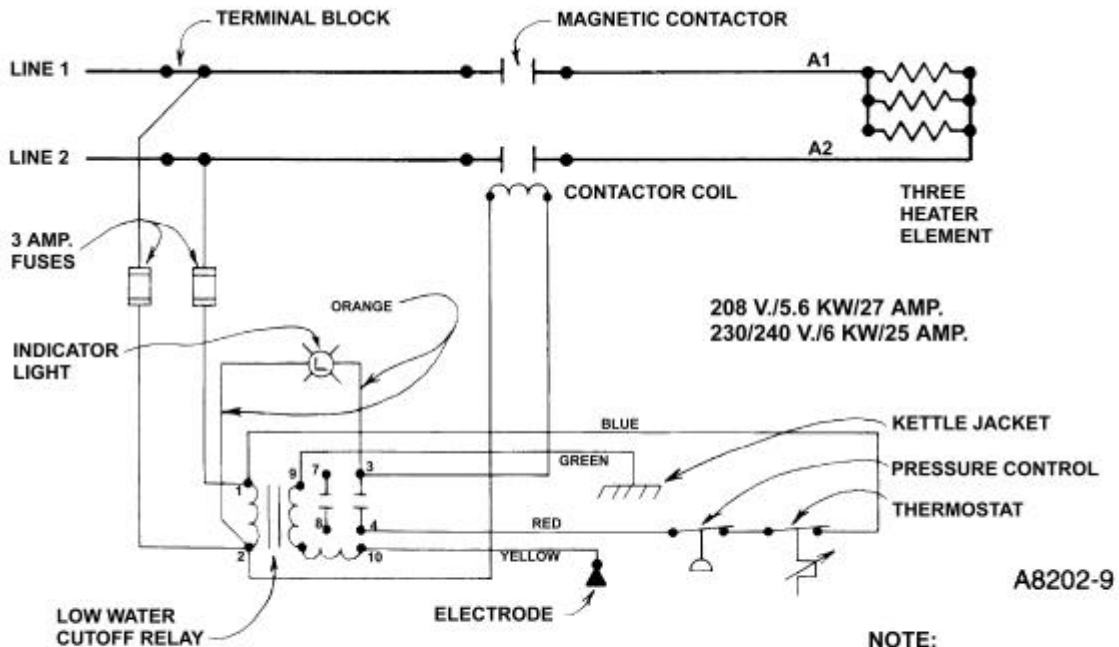 TERMINAL BLOCK
MAGNETIC CONTACTOR
LINE 1
A1
LINE 2
A2
CONTACTOR COIL
THREE
HEATER
ELEMENT
3 AMP.
FUSES
ORANGE
208 V./5.6 KW/27 AMP.
230/240 V./6 KW/25 AMP.
INDICATOR
LIGHT
L
BLUE
KETTLE JACKET
GREEN
PRESSURE CONTROL
9
7
3
1
THERMOSTAT
8
4
RED
2
10
YELLOW
A8202-9
ELECTRODE
LOW WATER
CUTOFF RELAY
NOTE: